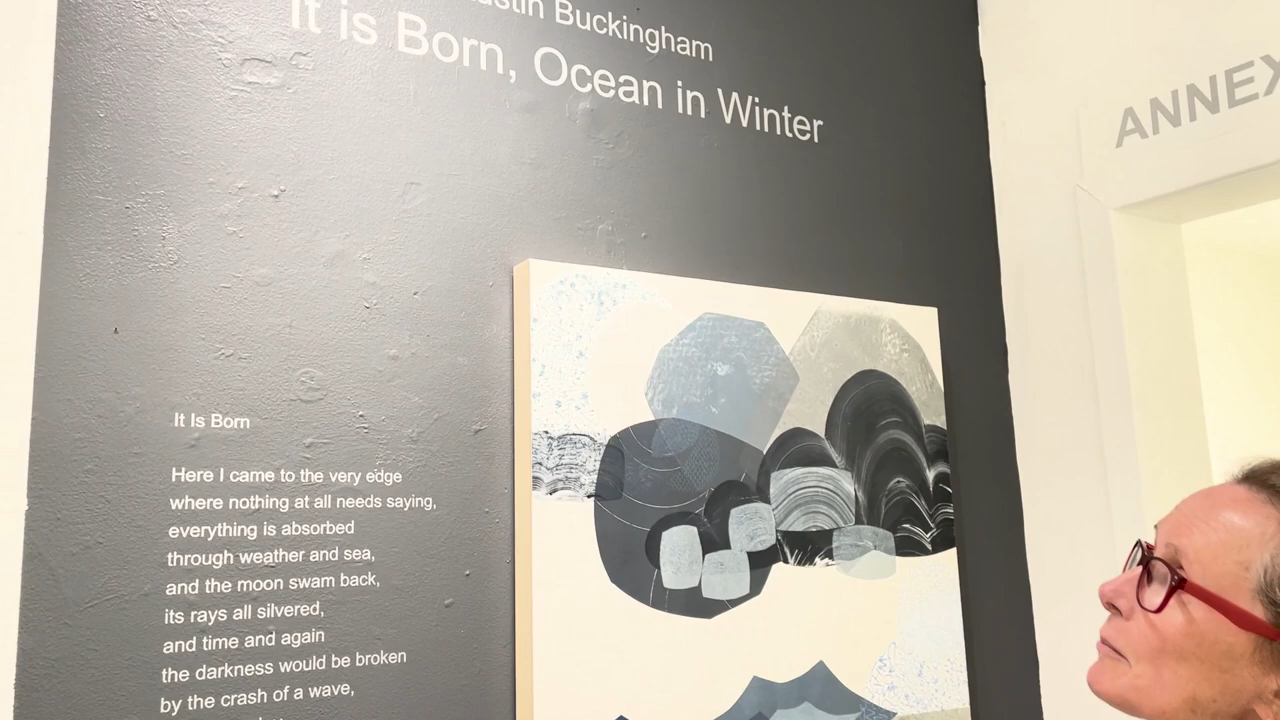 Buckingham
It is Born, Ocean in Winter
ANNEX
It Is Born
Here I came to the very edge
where nothing at all needs saying,
everything is absorbed
through weather and sea,
and the moon swam back,
its rays all silvered,
and time and again
the darkness would be broken
by the crash of a wave,